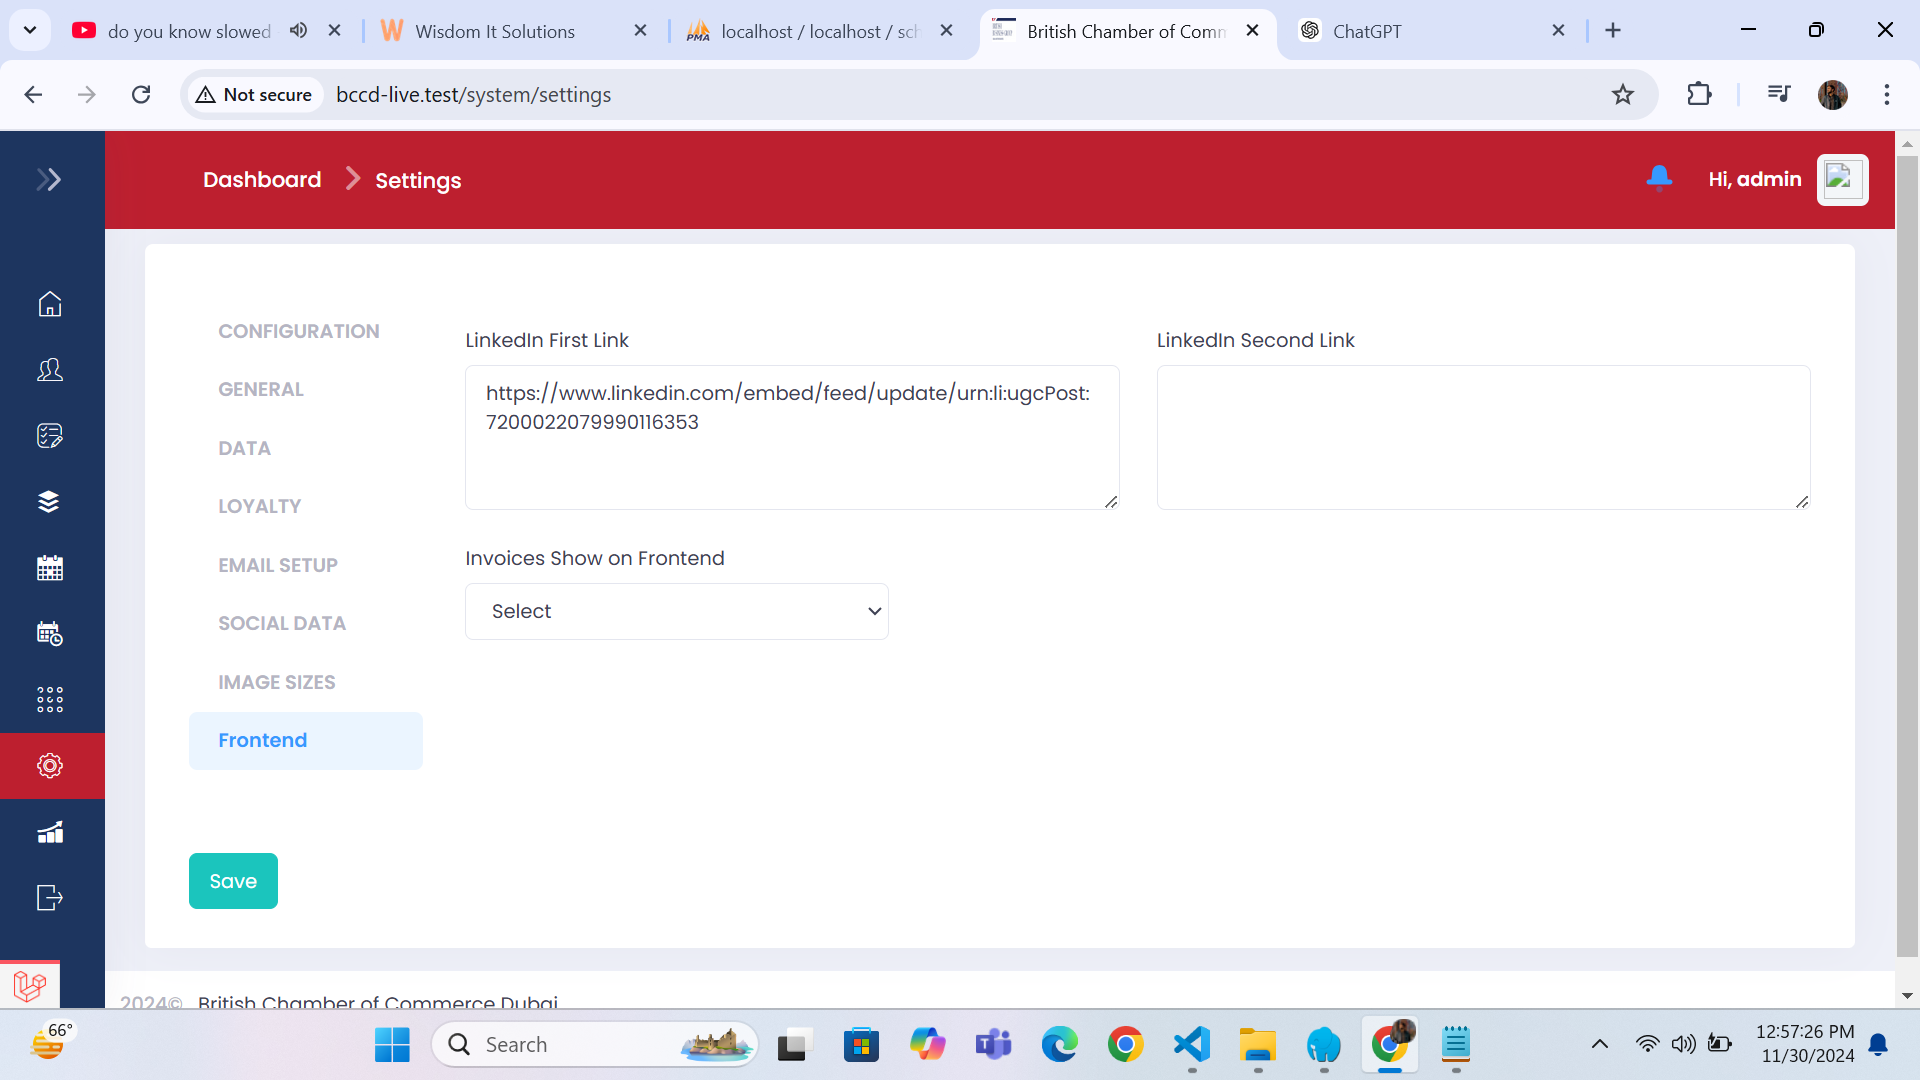 do you know slowed
Wisdom It Solutions
localhost / localhost / sch
British Chamber of Comm
ChatGPT
Not secure
bccd-live.test/system/settings
Dashboard
Settings
Hi, admin
CONFIGURATION
GENERAL
DATA
LOYALTY
EMAIL SETUP
SOCIAL DATA
IMAGE SIZES
Frontend
LinkedIn First Link
https://www.linkedin.com/embed/feed/update/urn:li:ugcPost:
7200022079990116353
LinkedIn Second Link
Invoices Show on Frontend
Select
Save
2024© British Chamber of Commerce Dubai
66°
Search
12:57:26 PM
11/30/2024